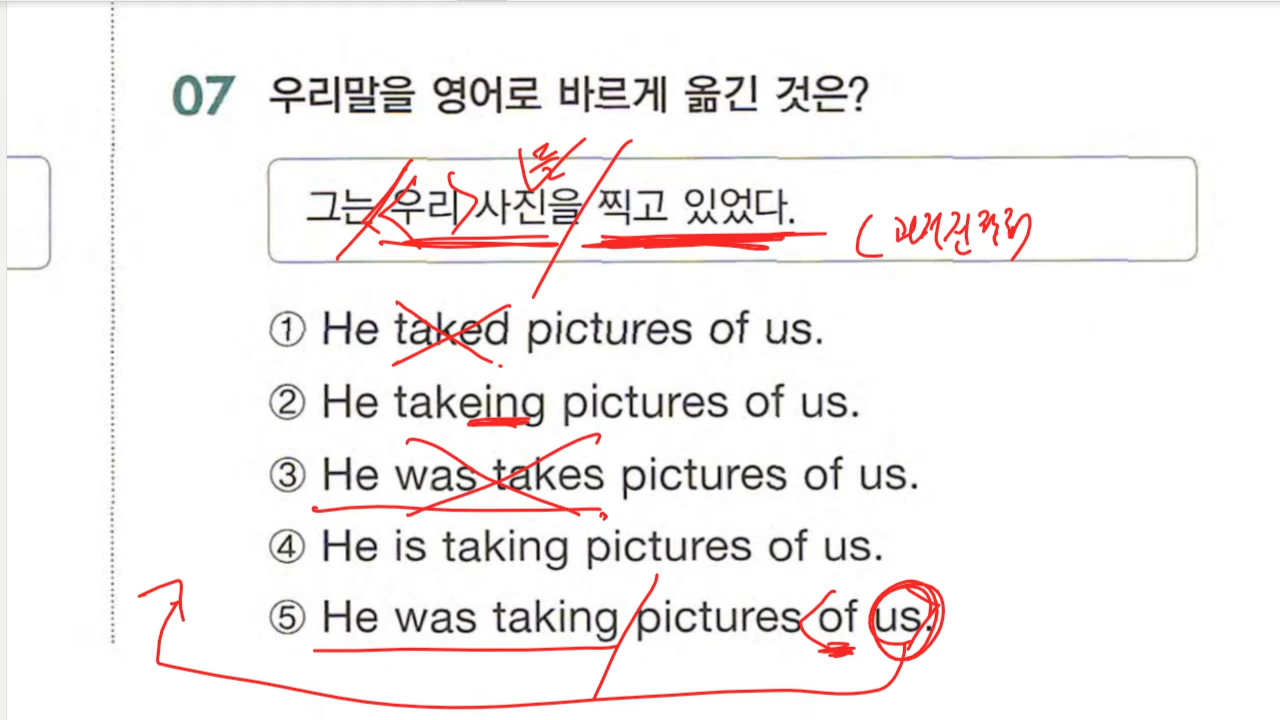 07 우리말을 영어로 바르게 옮긴 것은?
들
그는 우리 사진을 찍고 있었다.
① He taked pictures of us.
② He takeing pictures of us.
③ He was takes pictures of us.
④ He is taking pictures of us.
⑤ He was taking pictures of us.